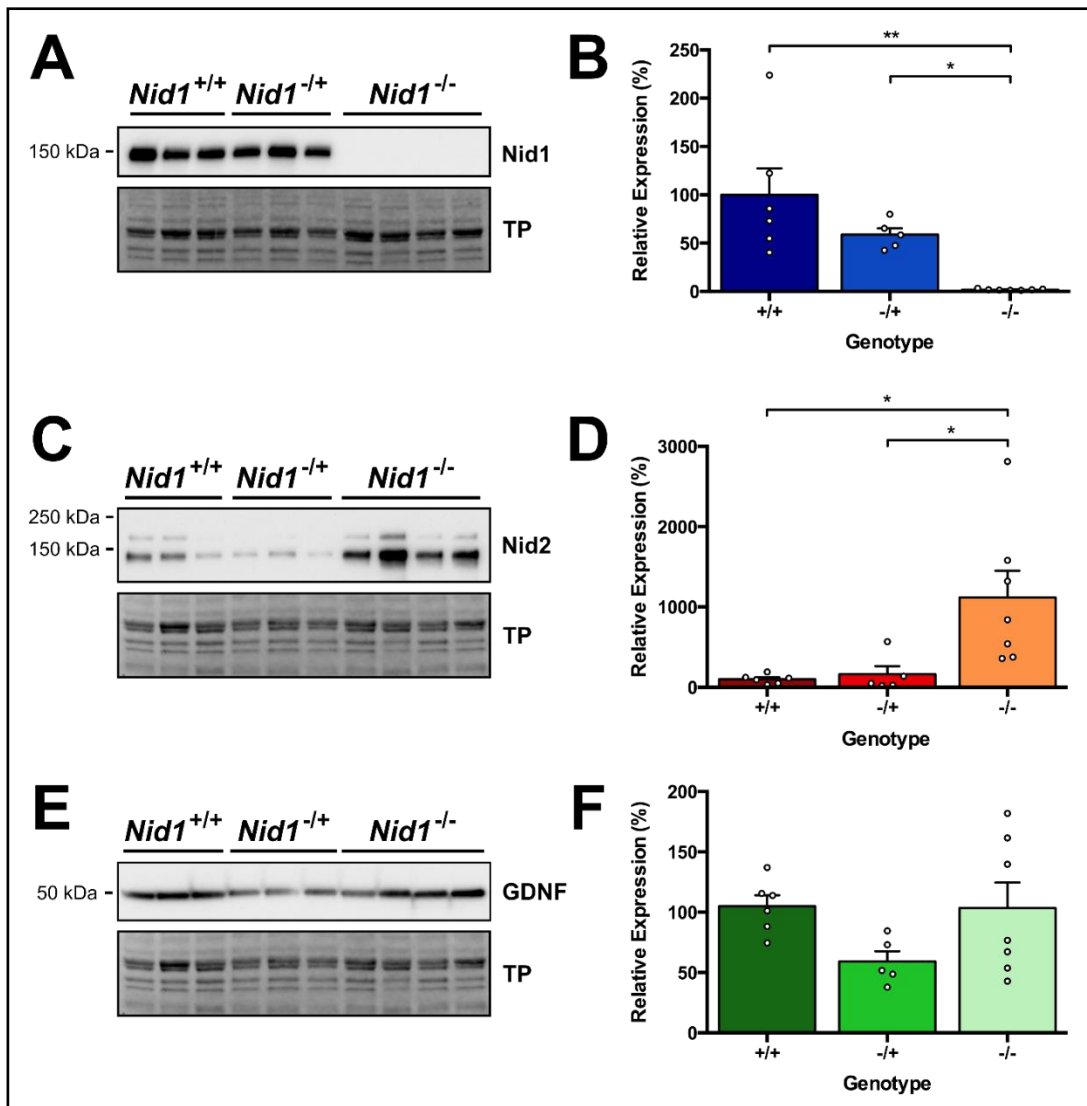 A
Nid1+/+ Nid1-/+ Nid1-/-
150 kDa
Nid1
TP
B
**
*
Relative Expression (%)
250
200
150
100
50
0
+/+ -/+ -/-
Genotype
C
Nid1+/+ Nid1-/+ Nid1-/-
250 kDa
150 kDa
Nid2
TP
D
*
*
Relative Expression (%)
3000
2000
1000
0
+/+ -/+ -/-
Genotype
E
Nid1+/+ Nid1-/+ Nid1-/-
50 kDa
GDNF
TP
F
Relative Expression (%)
200
150
100
50
0
+/+ -/+ -/-
Genotype